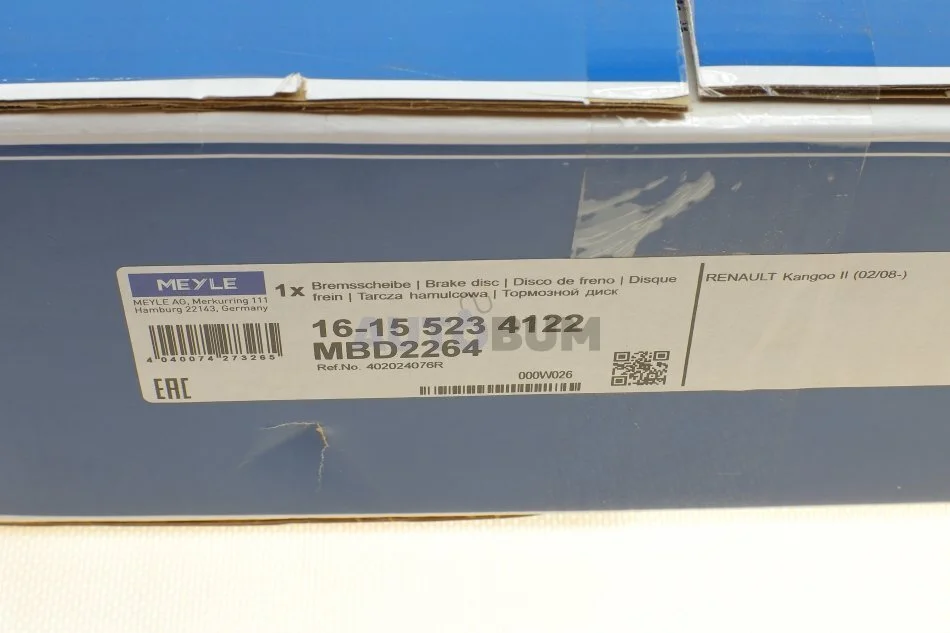 MEYLE
MEYLE AG, Merkurring 111
Hamburg 22143, Germany
4 040074 273265
EAC
1x Bremsscheibe | Brake disc | Disco de freno | Disque
frein | Tarcza hamulcowa | Тормозной диск
16-15 523 4122
MBD2264
Ref.No. 402024076R
000W026
RENAULT Kangoo II (02/08-)
AUTOBUM